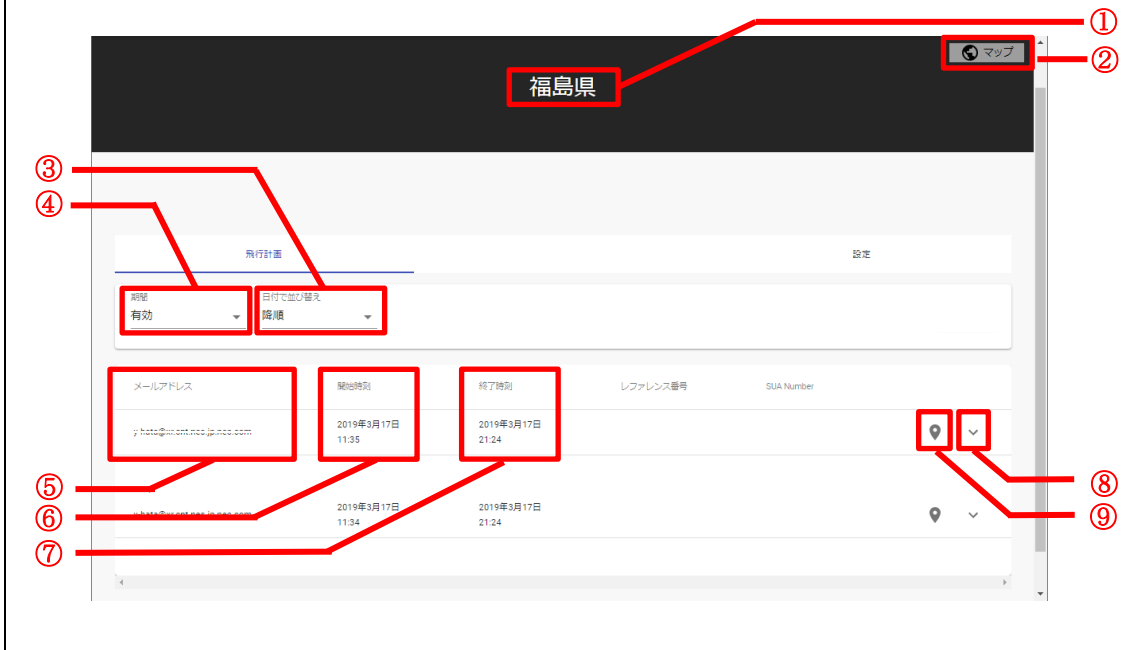 ①
マップ
②
福島県
③
④
飛行計画
設定
期間
日付で並び替え
有効
降順
メールアドレス
開始時刻
終了時刻
レファレンス番号
SUA Number
2019年3月17日
11:35
2019年3月17日
21:24
⑤
⑧
⑥
⑨
2019年3月17日
11:34
2019年3月17日
21:24
⑦